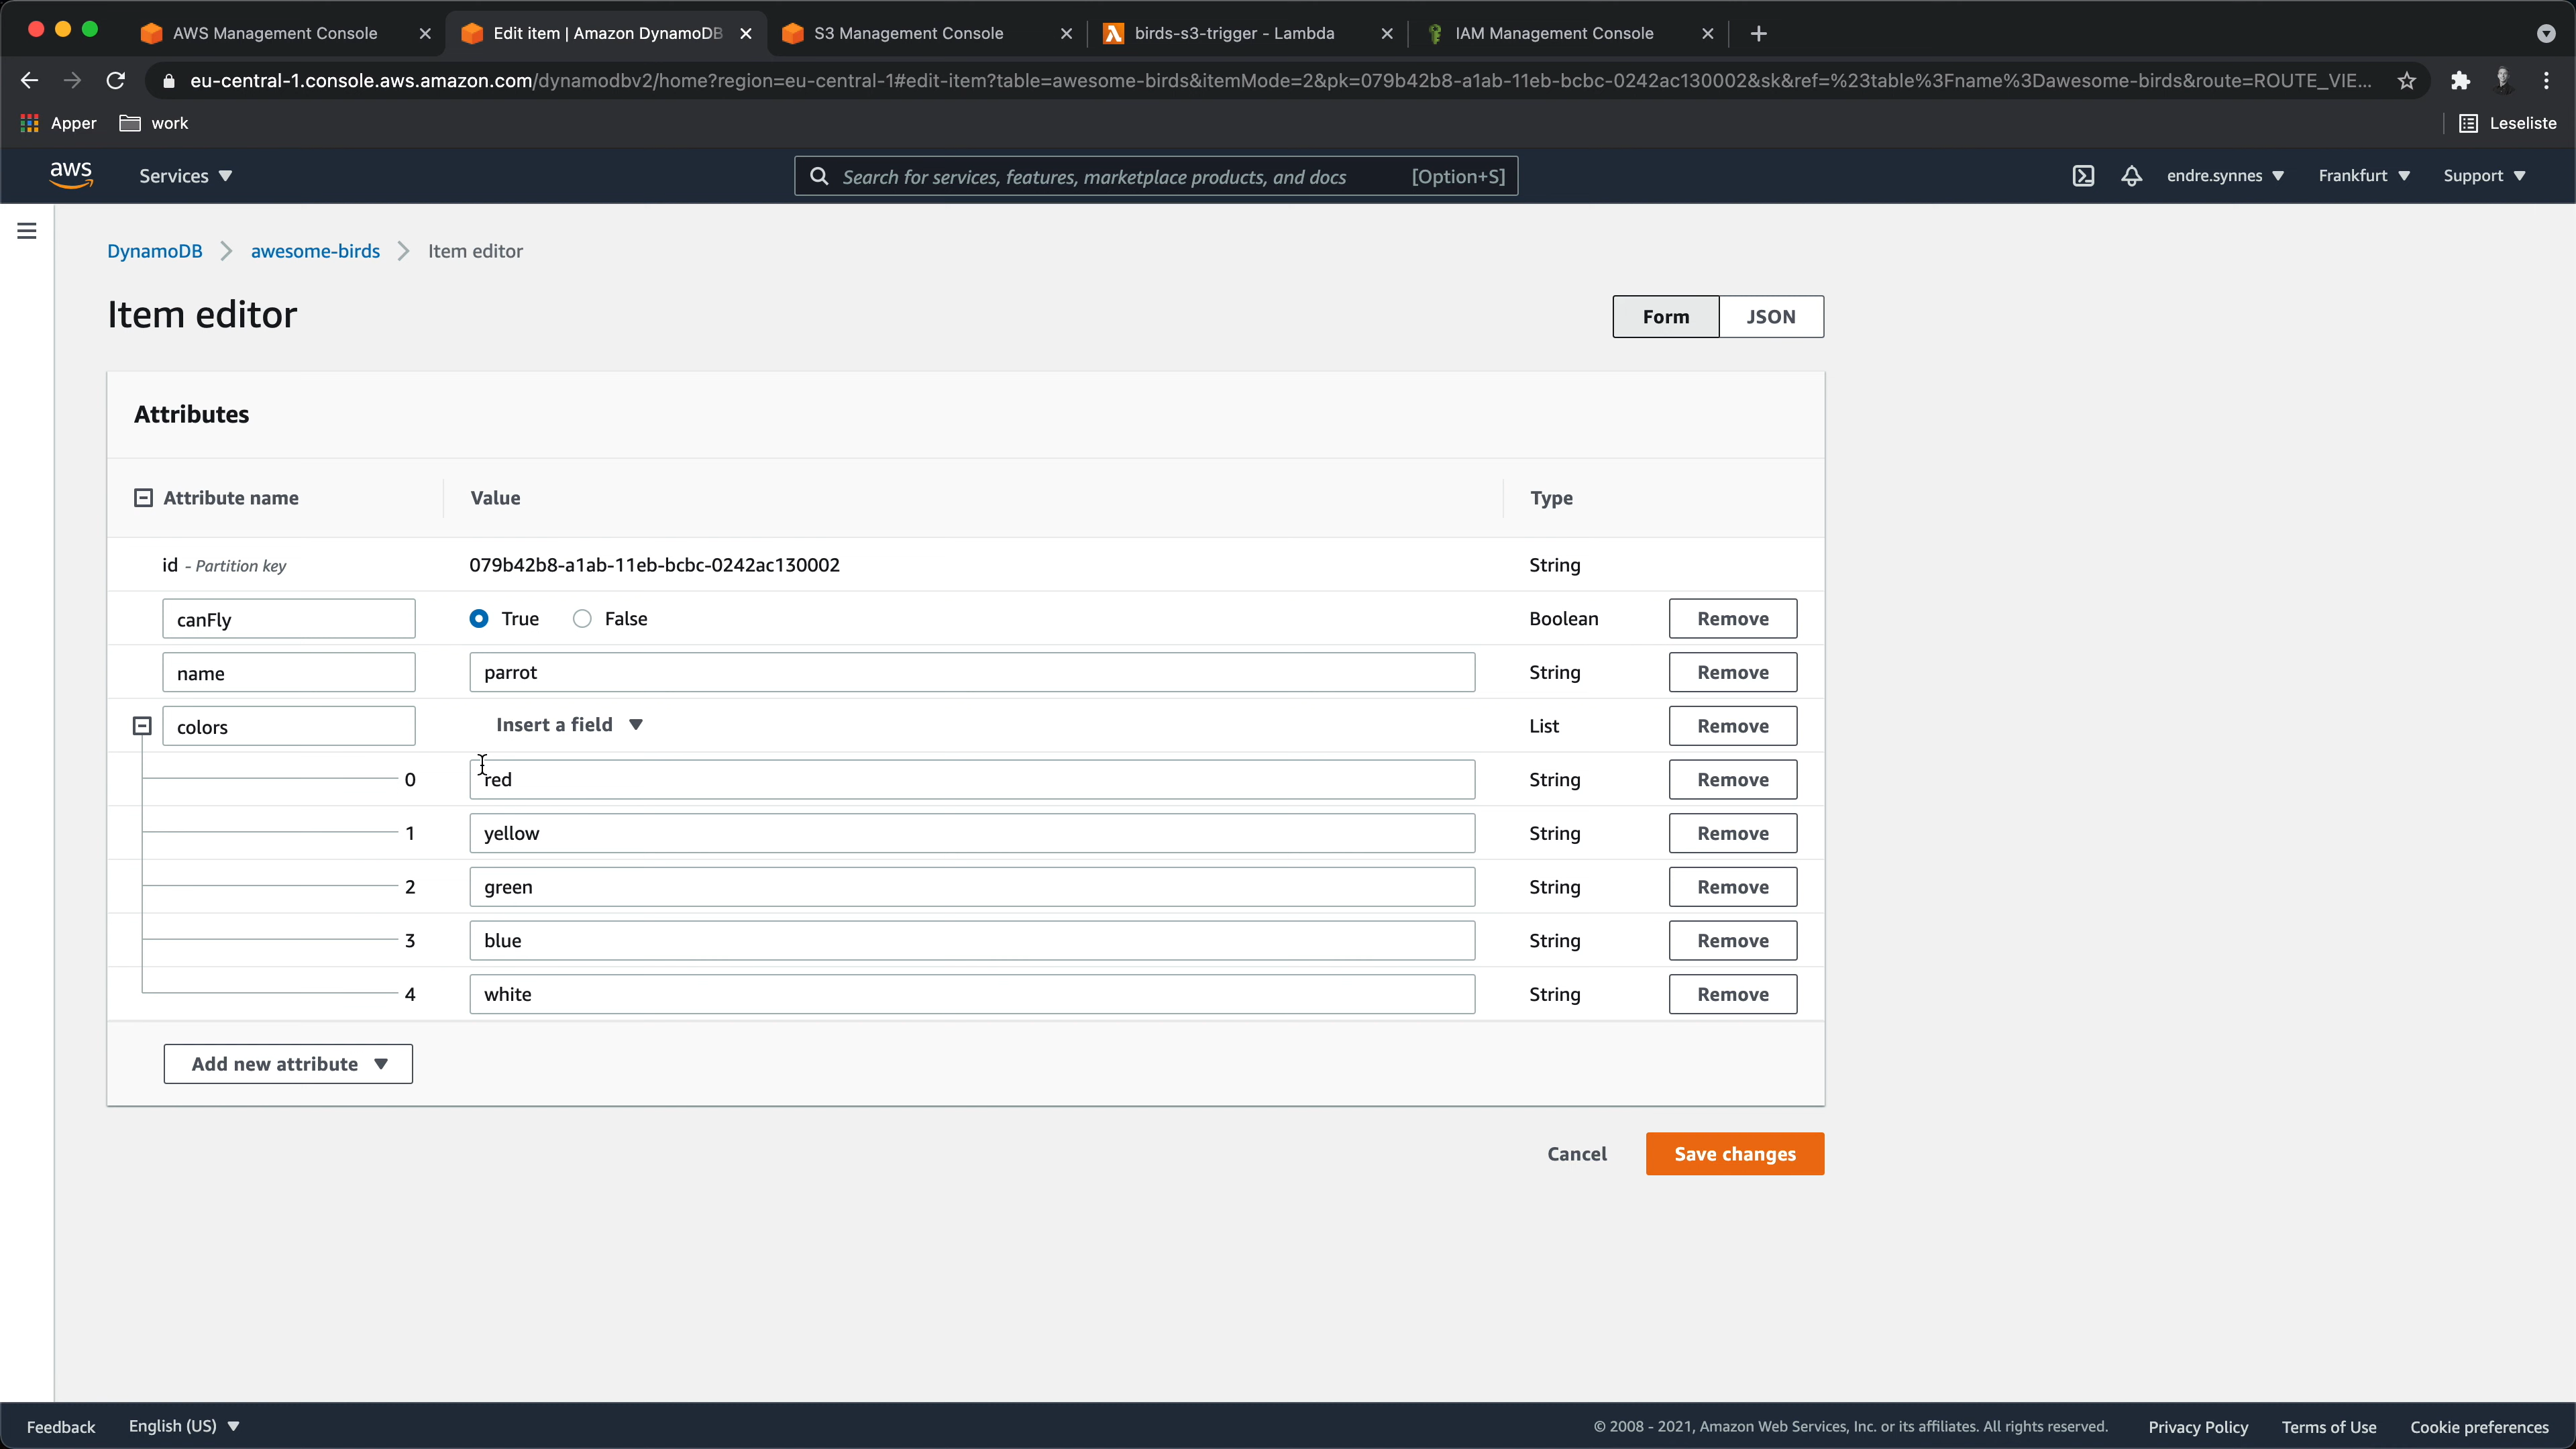 AWS Management Console
Edit item | Amazon DynamoDB
S3 Management Console
birds-s3-trigger - Lambda
IAM Management Console
eu-central-1.console.aws.amazon.com/dynamodbv2/home?region=eu-central-1#edit-item?table=awesome-birds&itemMode=2&pk=079b42b8-a1ab-11eb-bcbc-0242ac130002&sk&ref=%23table%3Fname%3Dawesome-birds&route=ROUTE_VIE...
Apper work Leseliste
aws Services Search for services, features, marketplace products, and docs [Option+S] endre.synnes Frankfurt Support
DynamoDB awesome-birds Item editor
Item editor Form JSON
Attributes
Attribute name Value Type
id - Partition key 079b42b8-a1ab-11eb-bcbc-0242ac130002 String
canFly True False Boolean Remove
name parrot String Remove
colors Insert a field List Remove
0 red String Remove
1 yellow String Remove
2 green String Remove
3 blue String Remove
4 white String Remove
Add new attribute
Cancel Save changes
Feedback English (US) © 2008 - 2021, Amazon Web Services, Inc. or its affiliates. All rights reserved. Privacy Policy Terms of Use Cookie preferences